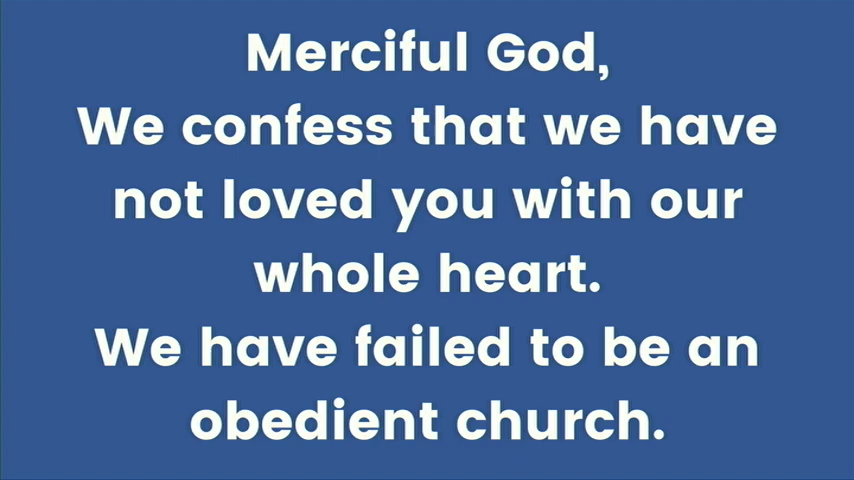 Merciful God,
We confess that we have
not loved you with our
whole heart.
We have failed to be an
obedient church.